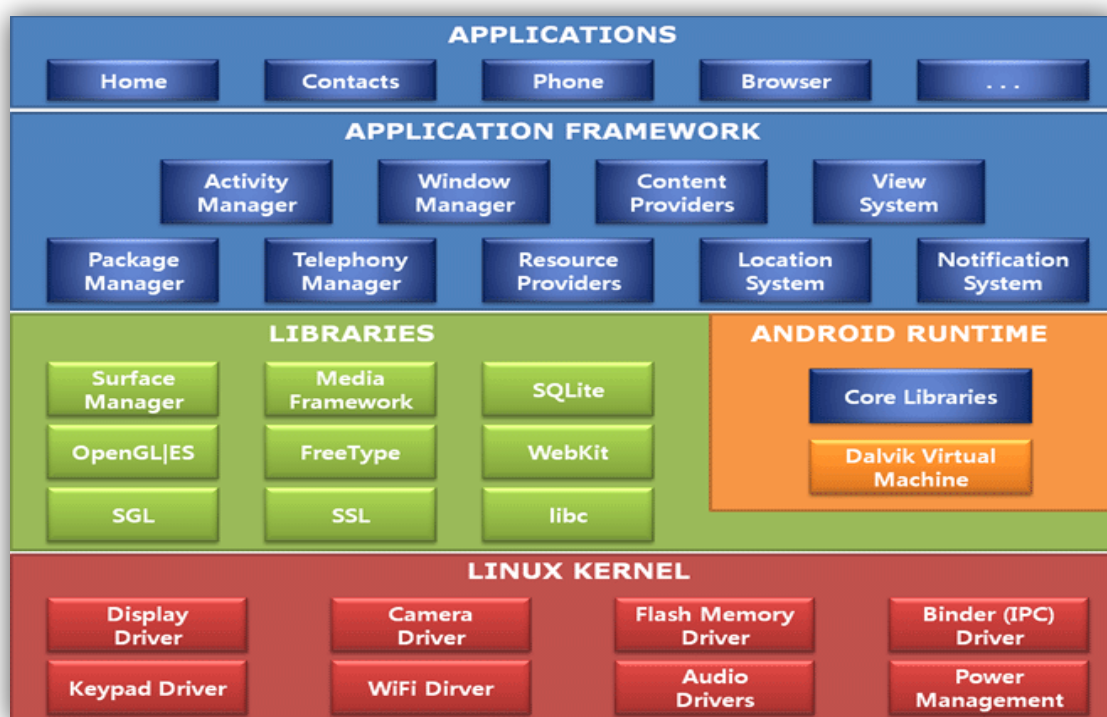 APPLICATIONS
Home
Contacts
Phone
Browser
. . .
APPLICATION FRAMEWORK
Activity
Manager
Window
Manager
Content
Providers
View
System
Package
Manager
Telephony
Manager
Resource
Providers
Location
System
Notification
System
LIBRARIES
Surface
Manager
Media
Framework
SQLite
OpenGL|ES
FreeType
WebKit
SGL
SSL
libc
ANDROID RUNTIME
Core Libraries
Dalvik Virtual
Machine
LINUX KERNEL
Display
Driver
Camera
Driver
Flash Memory
Driver
Binder (IPC)
Driver
Keypad Driver
WiFi Dirver
Audio
Drivers
Power
Management